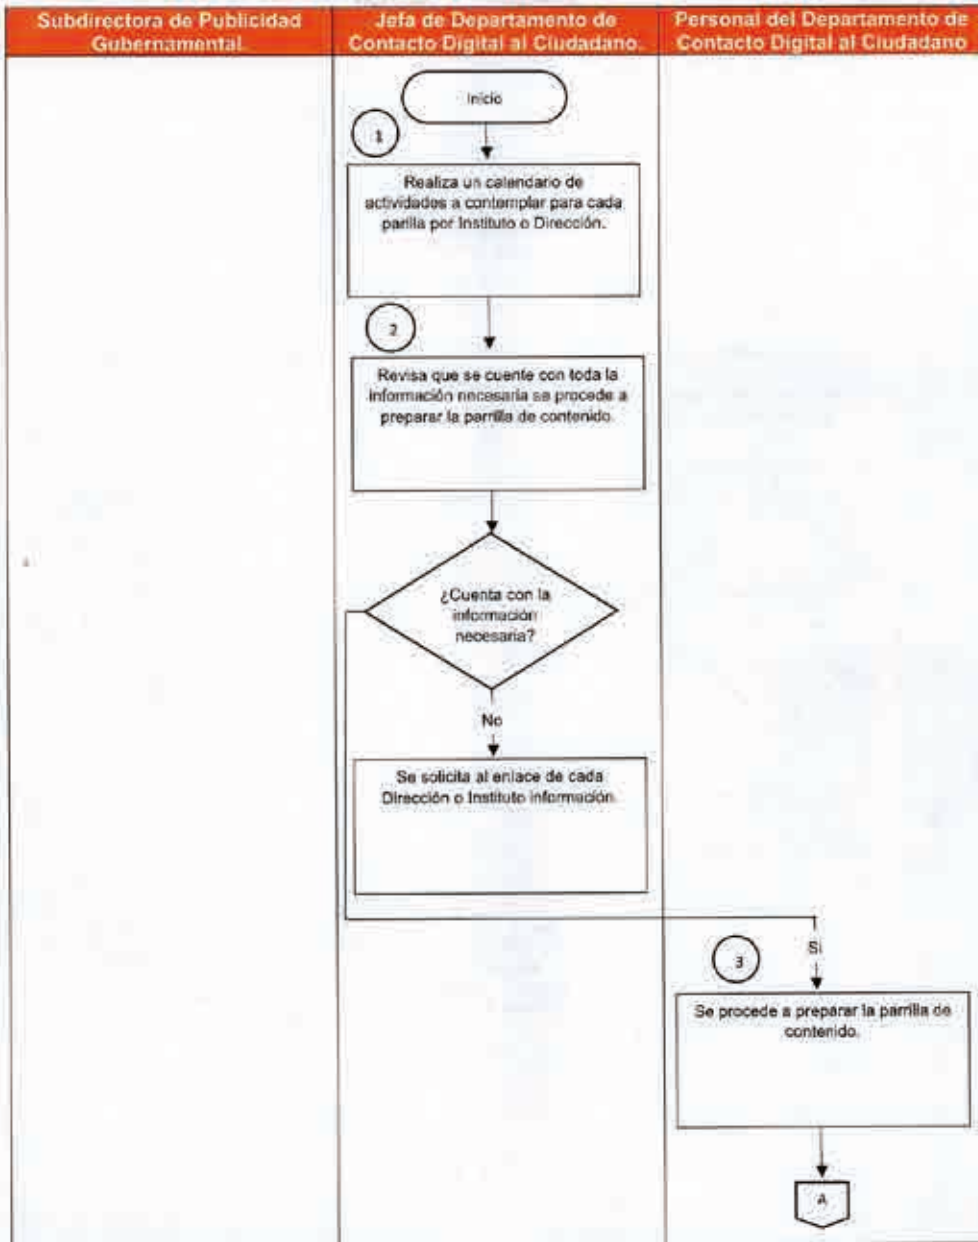 Subdirectora de Publicidad
Gubernamental.
Jefa de Departamento de
Contacto Digital al Ciudadano.
Personal del Departamento de
Contacto Digital al Ciudadano
Inicio
1
Realiza un calendario de
actividades a contemplar para cada
parilla por Instituto o Dirección.
2
Revisa que se cuente con toda la
información necesaria se procede a
preparar la parrilla de contenido.
¿Cuenta con la
información
necesaria?
No
Se solicita al enlace de cada
Dirección o Instituto información.
Si
3
Se procede a preparar la parrilla de
contenido.
A